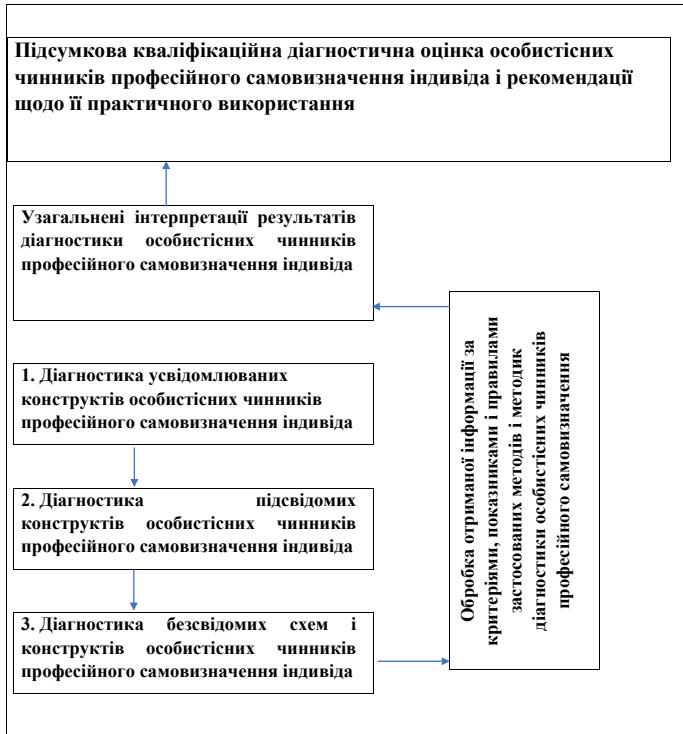 Підсумкова кваліфікаційна діагностична оцінка особистісних
чинників професійного самовизначення індивіда і рекомендації
щодо її практичного використання
Узагальнені інтерпретації результатів
діагностики особистісних чинників
професійного самовизначення індивіда
1. Діагностика усвідомлюваних
конструктів особистісних чинників
професійного самовизначення індивіда
2. Діагностика підсвідомих
конструктів особистісних чинників
професійного самовизначення індивіда
3. Діагностика безсвідомих схем і
конструктів особистісних чинників
професійного самовизначення індивіда
Обробка отриманої інформації за
критеріями, показниками і правилами
застосованих методів і методик
діагностики особистісних чинників
професійного самовизначення